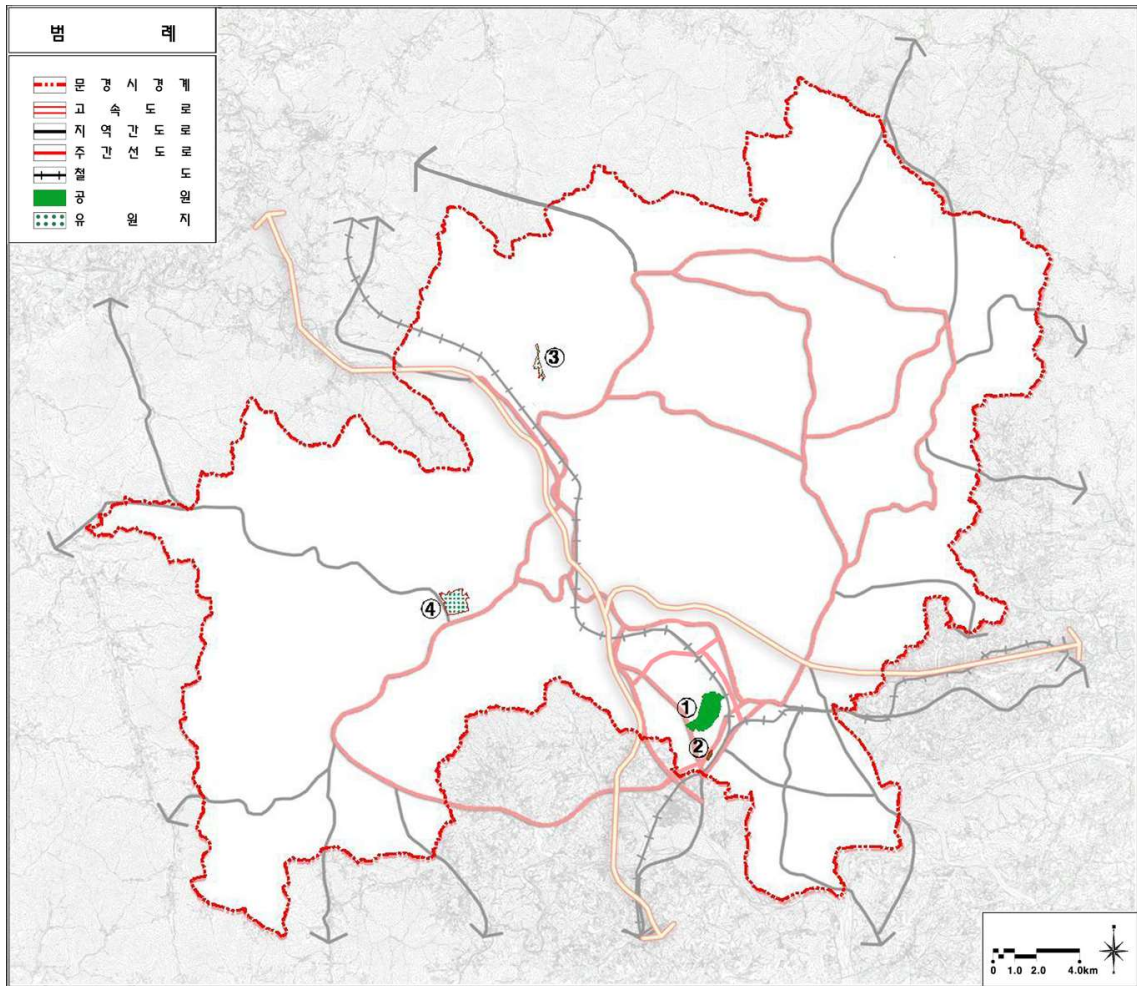 범 례
문 경 시 경 계
고 속 도 로
지 역 간 도 로
주 간 선 도 로
철 도
공 원
유 원 지
③
④
①
②
0 1.0 2.0 4.0km